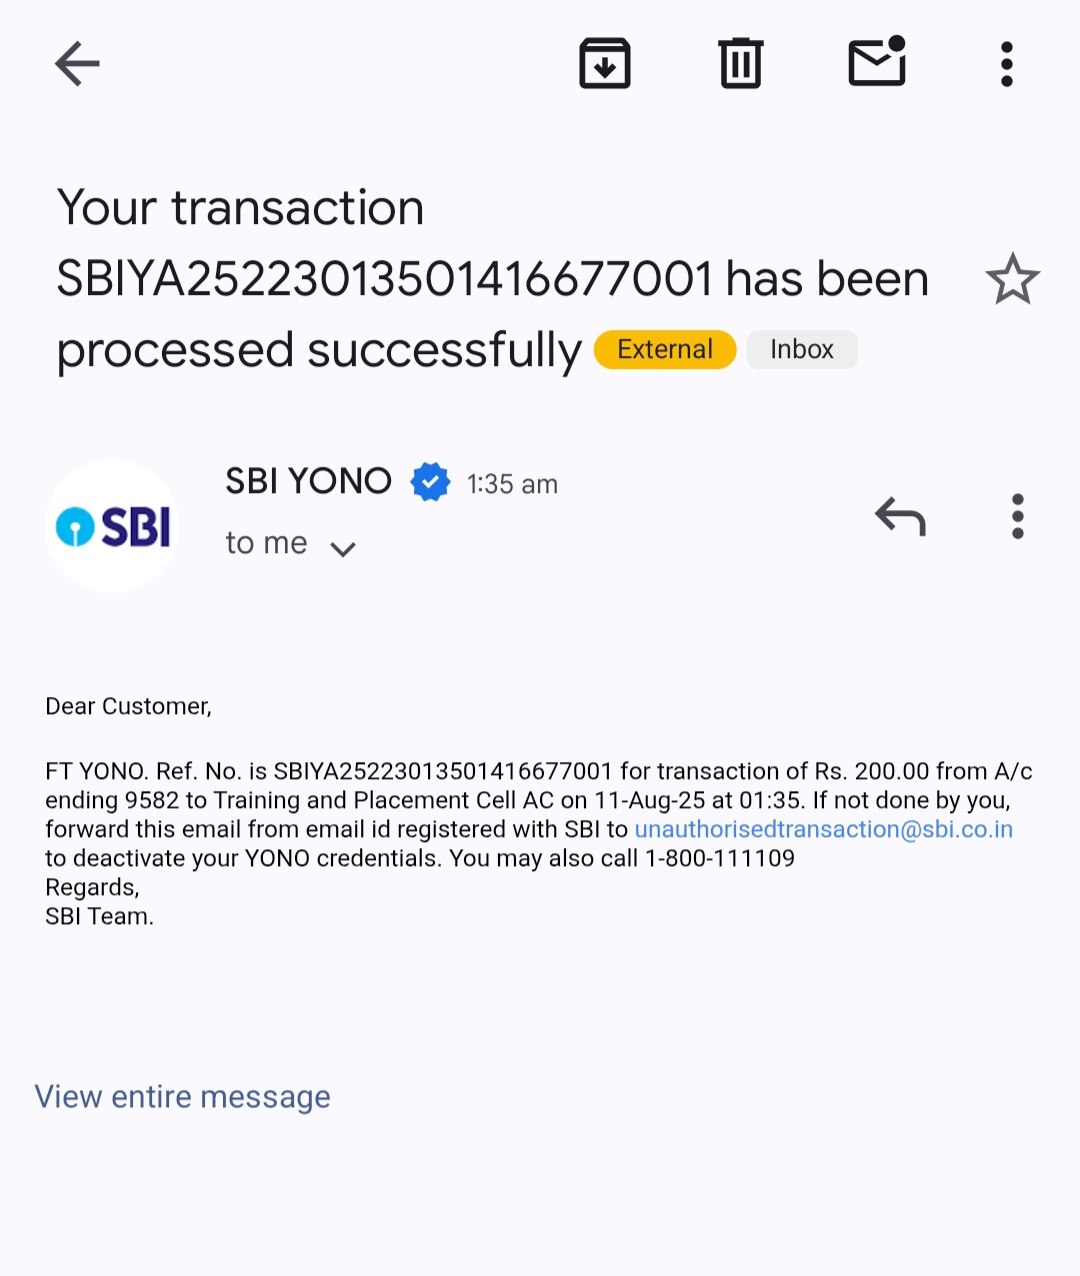 Your transaction
SBIYA25223013501416677001 has been
processed successfully External Inbox
SBI
SBI YONO 1:35 am
to me
Dear Customer,
FT YONO. Ref. No. is SBIYA25223013501416677001 for transaction of Rs. 200.00 from A/c
ending 9582 to Training and Placement Cell AC on 11-Aug-25 at 01:35. If not done by you,
forward this email from email id registered with SBI to unauthorisedtransaction@sbi.co.in
to deactivate your YONO credentials. You may also call 1-800-111109
Regards,
SBI Team.
View entire message